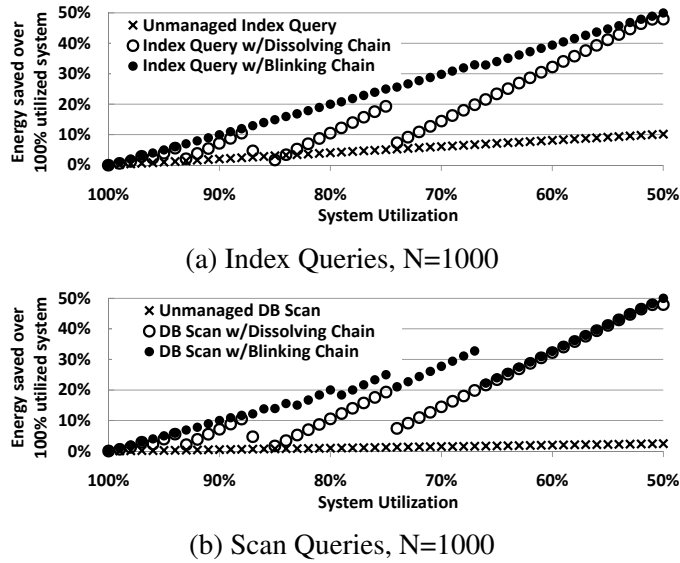 Energy saved over
100% utilized system
50%
40%
30%
20%
10%
0%
× Unmanaged Index Query
Index Query w/Dissolving Chain
Index Query w/Blinking Chain
100% 90% 80% 70% 60% 50%
System Utilization
(a) Index Queries, N=1000
Energy saved over
100% utilized system
50%
40%
30%
20%
10%
0%
× Unmanaged DB Scan
DB Scan w/Dissolving Chain
DB Scan w/Blinking Chain
100% 90% 80% 70% 60% 50%
System Utilization
(b) Scan Queries, N=1000